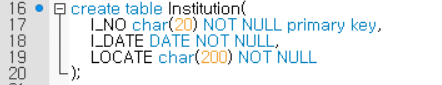 16 create table Institution(
17 I_NO char(20) NOT NULL primary key,
18 I_DATE DATE NOT NULL,
19 LOCATE char(200) NOT NULL
20 );